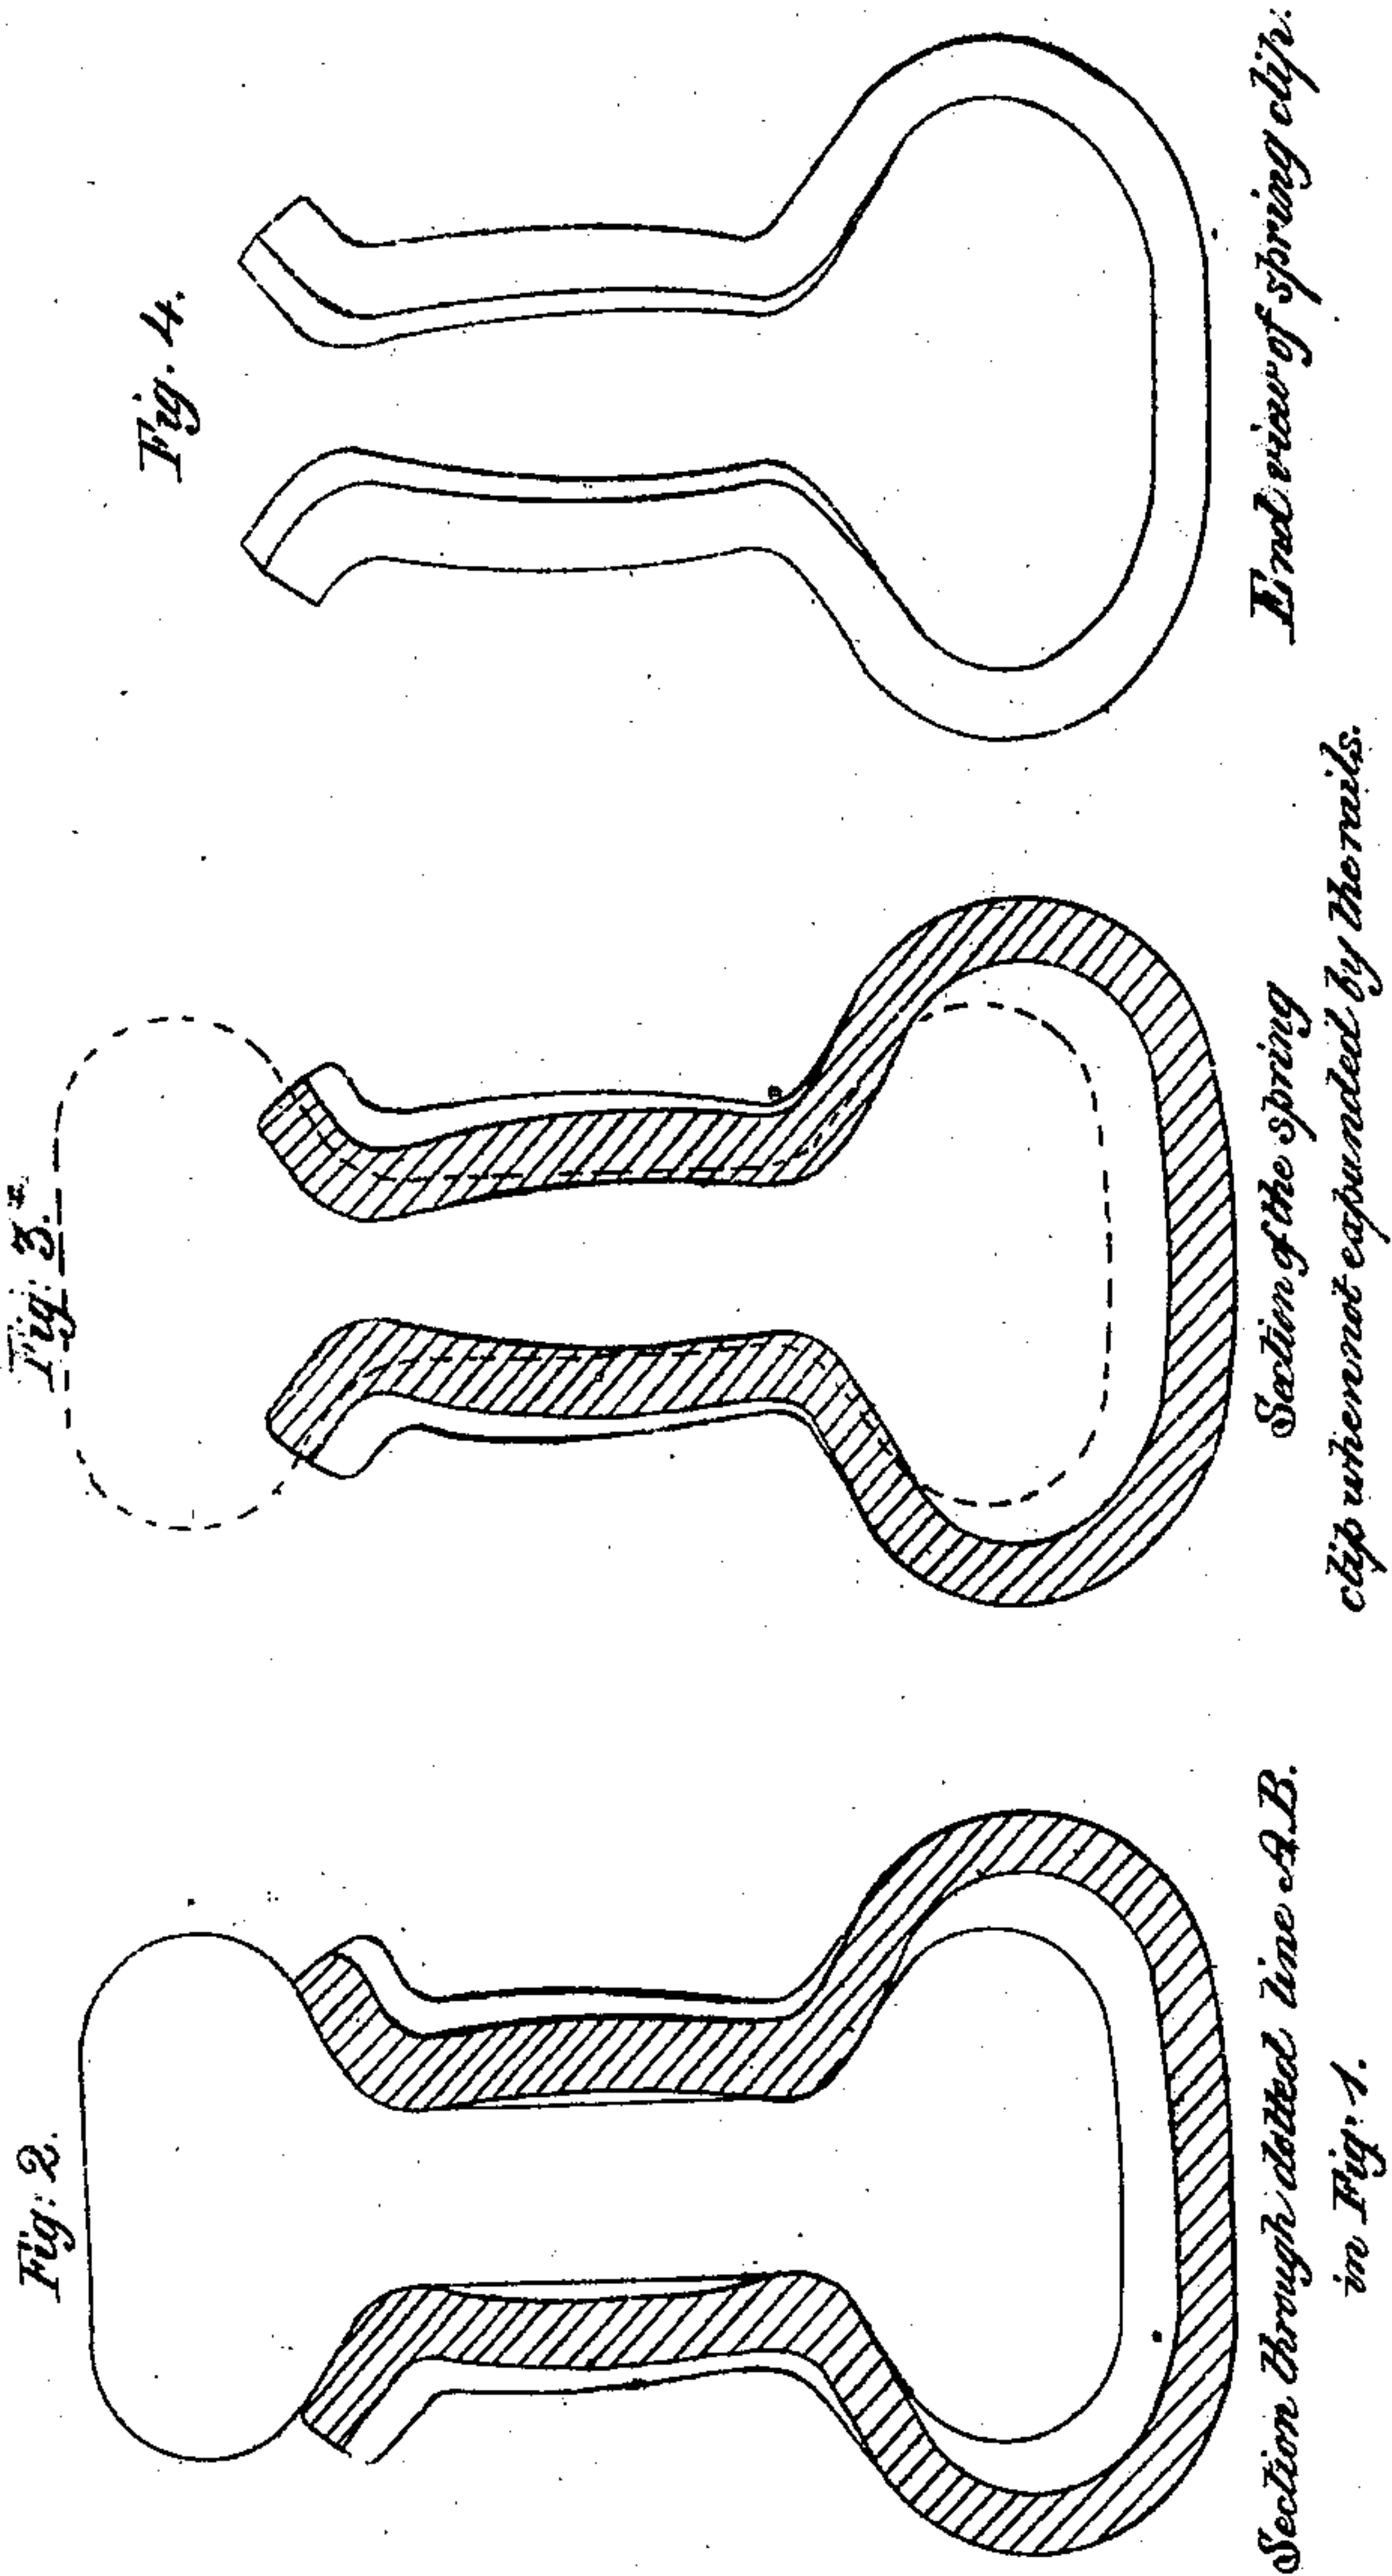 Fig: 2.
Section through dotted line A.B.
in Fig: 1.
Fig: 3.
Section of the spring
clip when not expanded by the rails.
Fig. 4.
End view of spring clip.